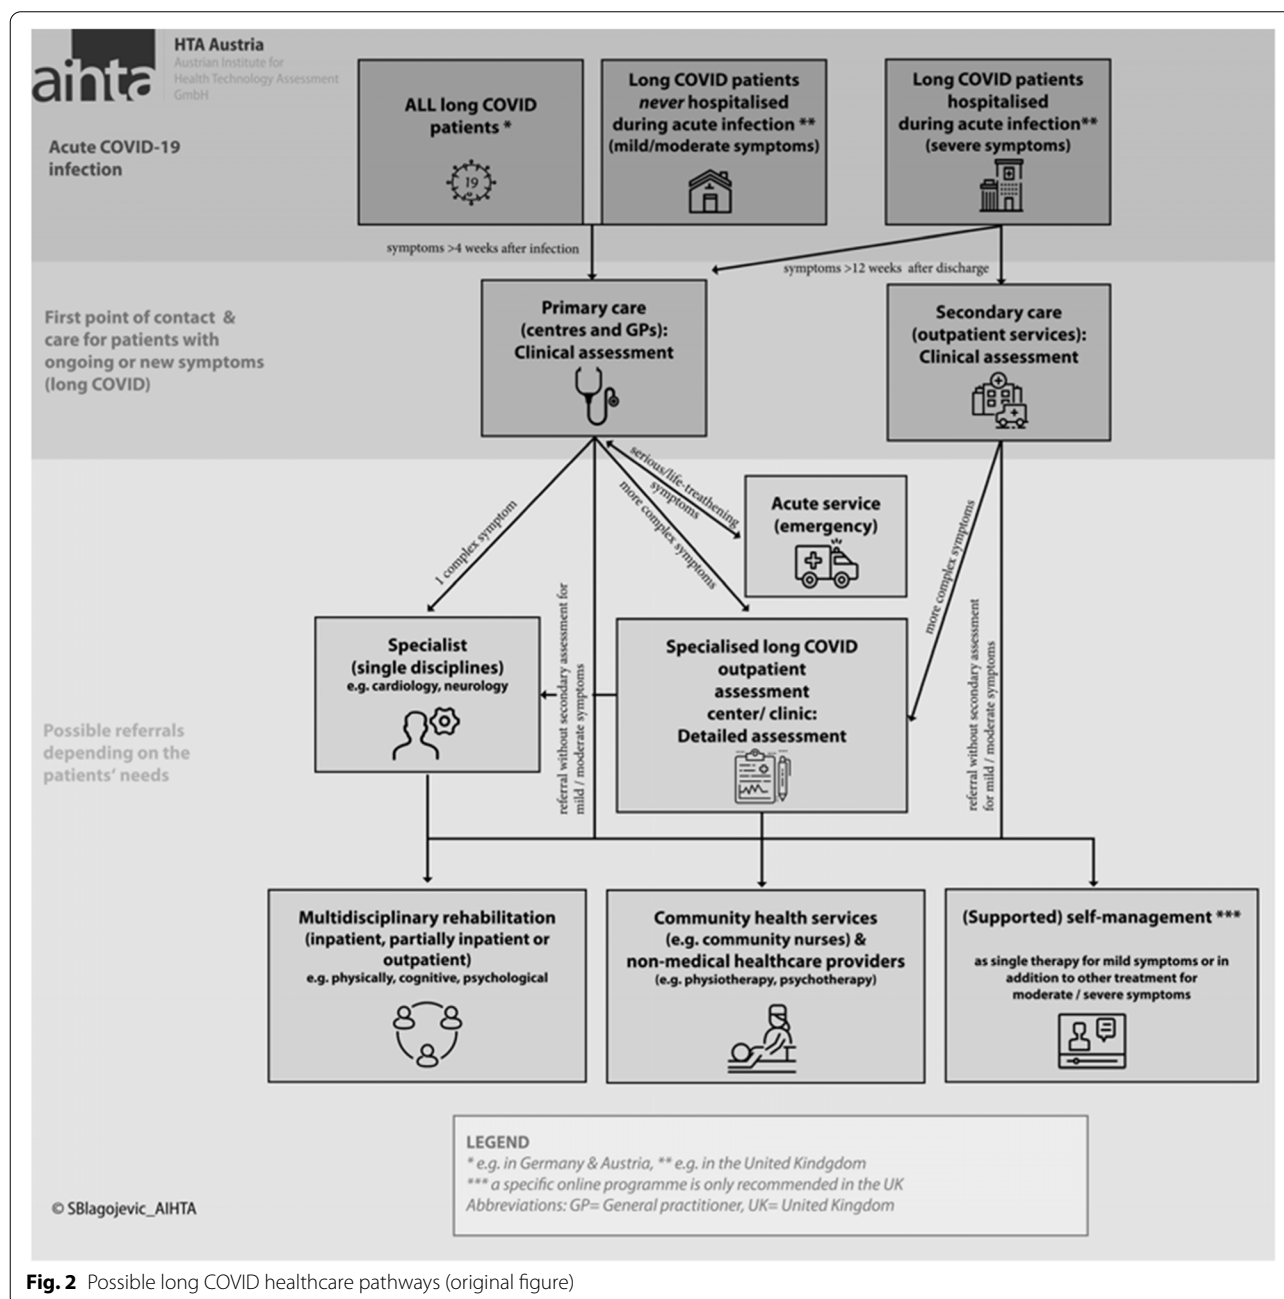 aihta
HTA Austria
Austrian Institute for
Health Technology Assessment
GmbH
Acute COVID-19
infection
ALL long COVID
patients *
19
Long COVID patients
never hospitalised
during acute infection **
(mild/moderate symptoms)
Long COVID patients
hospitalised
during acute infection**
(severe symptoms)
symptoms >4 weeks after infection
symptoms >12 weeks after discharge
First point of contact &
care for patients with
ongoing or new symptoms
(long COVID)
Primary care
(centres and GPs):
Clinical assessment
Secondary care
(outpatient services):
Clinical assessment
1 complex symptom
serious/life-treathening
symptoms
more complex symptoms
Acute service
(emergency)
more complex symptoms
referral without secondary assessment for
mild / moderate symptoms
referral without secondary assessment
for mild / moderate symptoms
Possible referrals
depending on the
patients‘ needs
Specialist
(single disciplines)
e.g. cardiology, neurology
Specialised long COVID
outpatient
assessment
center/ clinic:
Detailed assessment
Multidisciplinary rehabilitation
(inpatient, partially inpatient or
outpatient)
e.g. physically, cognitive, psychological
Community health services
(e.g. community nurses) &
non-medical healthcare providers
(e.g. physiotherapy, psychotherapy)
(Supported) self-management ***
as single therapy for mild symptoms or in
addition to other treatment for
moderate / severe symptoms
LEGEND
* e.g. in Germany & Austria, ** e.g. in the United Kindgdom
*** a specific online programme is only recommended in the UK
Abbreviations: GP= General practitioner, UK= United Kingdom
© SBlagojevic_AIHTA
Fig. 2 Possible long COVID healthcare pathways (original figure)